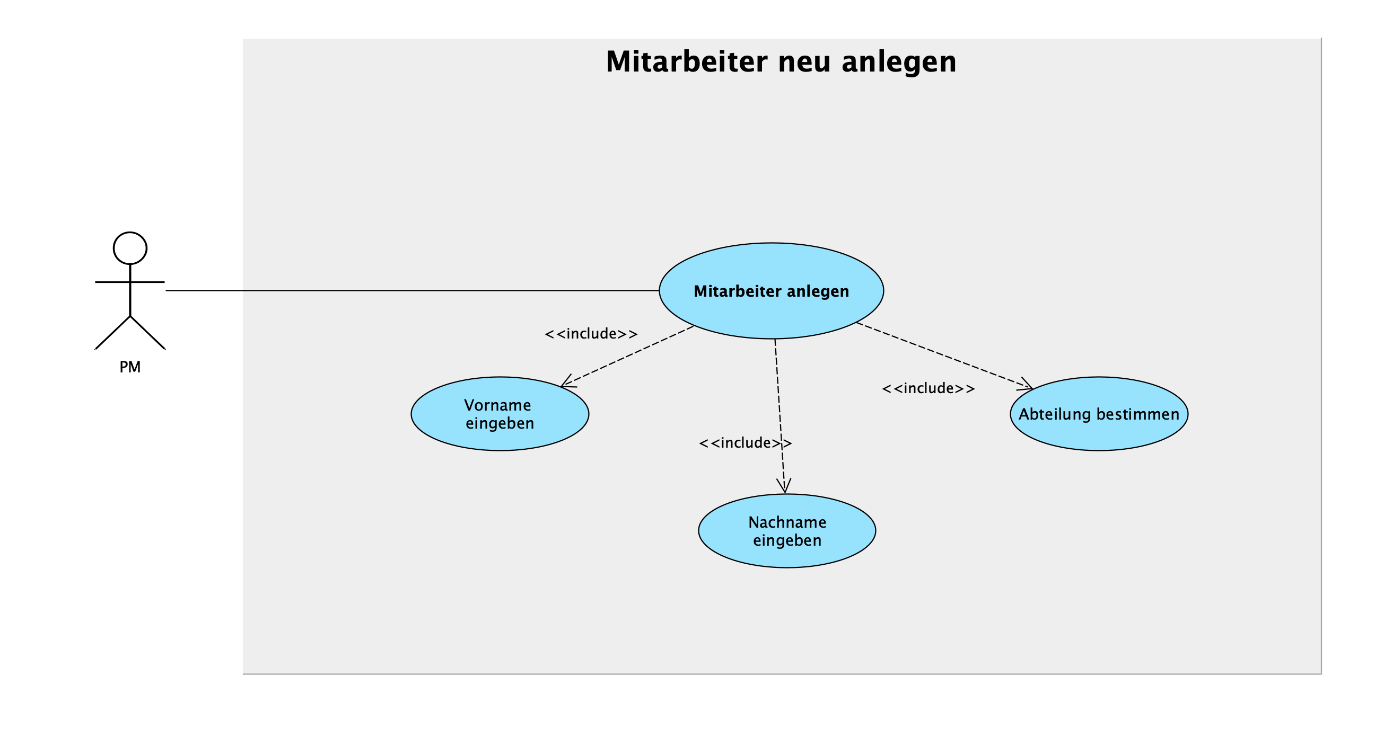 Mitarbeiter neu anlegen
Mitarbeiter anlegen
<<include>>
PM
<<include>>
Vorname
eingeben
Abteilung bestimmen
<<include>>
Nachname
eingeben